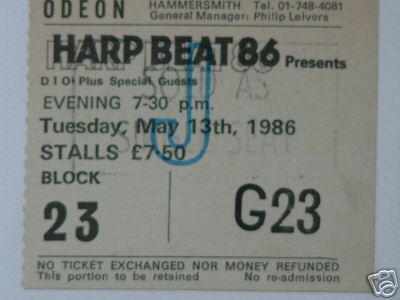 ODEON
HAMMERSMITH
Tel. 01-748-4081
General Manager: Philip Leivers
HARP BEAT 86 Presents
DIO Plus Special Guests
SOLD AS
EVENING 7-30 p.m.
J
Tuesday, May 13th, 1986
STALLS £7.50
BLOCK
23
G23
NO TICKET EXCHANGED NOR MONEY REFUNDED
This portion to be retained
No re-admission